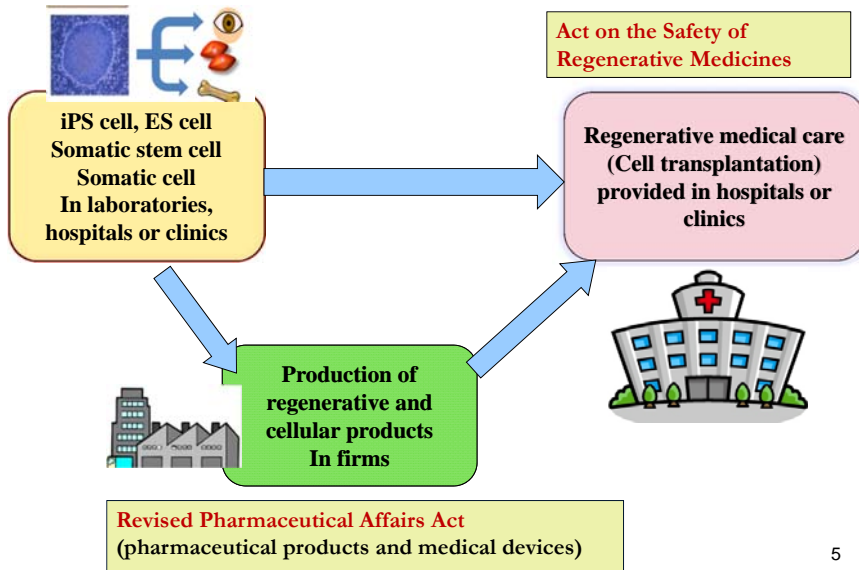 Act on the Safety of
Regenerative Medicines
iPS cell, ES cell
Somatic stem cell
Somatic cell
In laboratories,
hospitals or clinics
Regenerative medical care
(Cell transplantation)
provided in hospitals or
clinics
Production of
regenerative and
cellular products
In firms
Revised Pharmaceutical Affairs Act
(pharmaceutical products and medical devices)
5